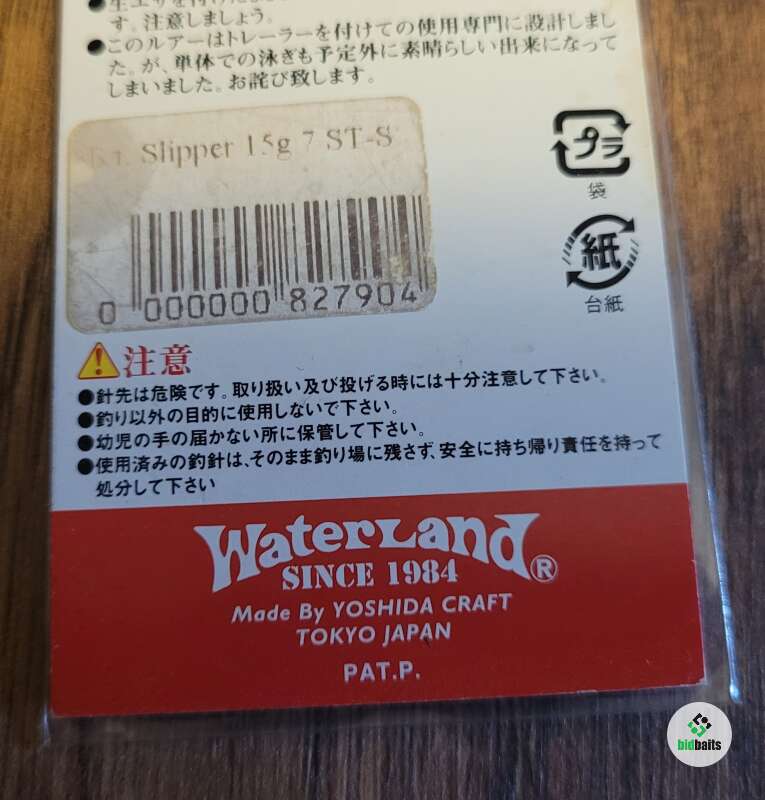 す。注意しましょう。
●このルアーはトレーラーを付けての使用専門に設計しまし
た。が、単体での泳ぎも予定外に素晴らしい出来になって
しまいました。お詫び致します。
Slipper 15g 7 ST-S
0 000000 827904
プラ
袋
紙
台紙
注意
●針先は危険です。取り扱い及び投げる時には十分注意して下さい。
●釣り以外の目的に使用しないで下さい。
●幼児の手の届かない所に保管して下さい。
●使用済みの釣針は、そのまま釣り場に残さず、安全に持ち帰り責任を持って
処分して下さい
WaterLand®
SINCE 1984
Made By YOSHIDA CRAFT
TOKYO JAPAN
PAT.P.
bidbaits